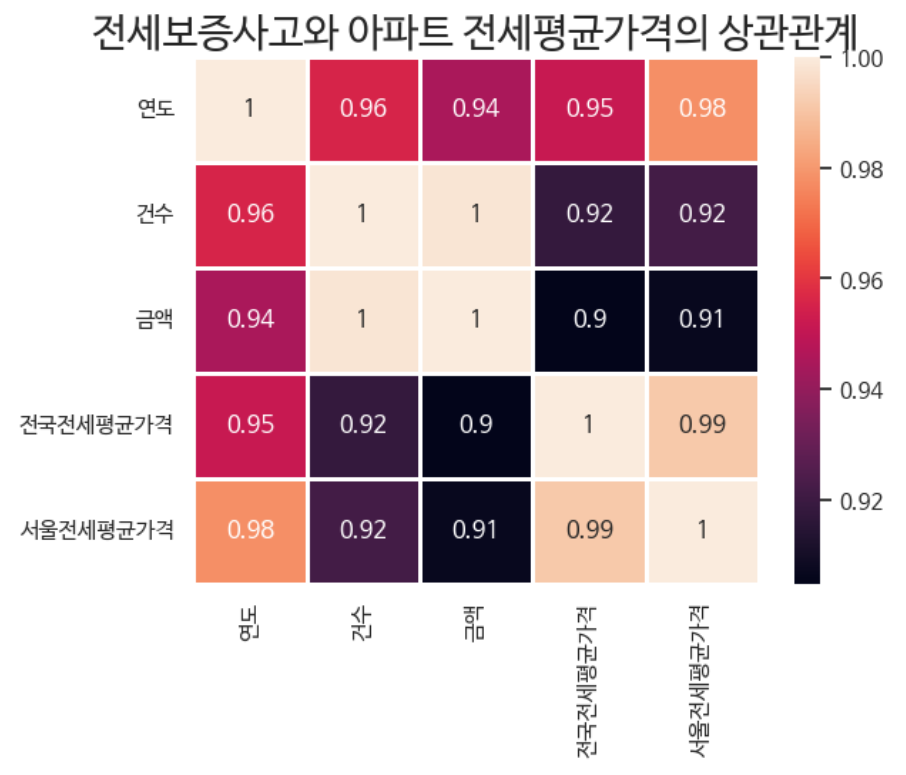 전세보증사고와 아파트 전세평균가격의 상관관계
1.00
연도 1 0.96 0.94 0.95 0.98
0.98
건수 0.96 1 1 0.92 0.92
0.96
금액 0.94 1 1 0.9 0.91
0.94
전국전세평균가격 0.95 0.92 0.9 1 0.99
0.92
서울전세평균가격 0.98 0.92 0.91 0.99 1
연도 건수 금액 전국전세평균가격 서울전세평균가격